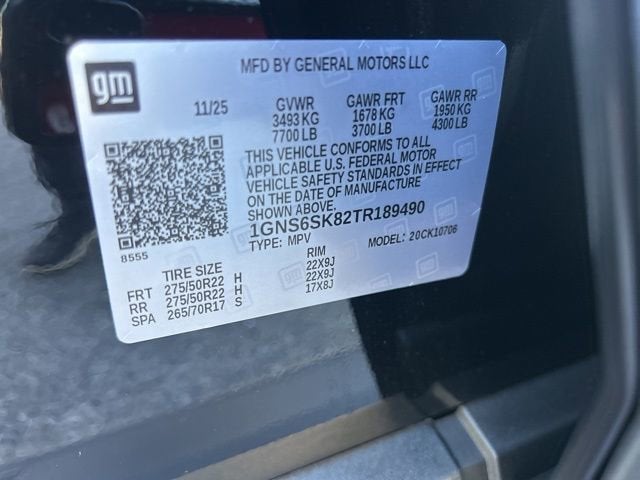 gm
MFD BY GENERAL MOTORS LLC
11/25 GVWR GAWR FRT GAWR RR
3493 KG 1678 KG 1950 KG
7700 LB 3700 LB 4300 LB
THIS VEHICLE CONFORMS TO ALL
APPLICABLE U.S. FEDERAL MOTOR
VEHICLE SAFETY STANDARDS IN EFFECT
ON THE DATE OF MANUFACTURE
SHOWN ABOVE.
1GNS6SK82TR189490
8555
TYPE: MPV MODEL: 20CK10706
TIRE SIZE RIM
FRT 275/50R22 H 22X9J
RR 275/50R22 H 22X9J
SPA 265/70R17 S 17X8J